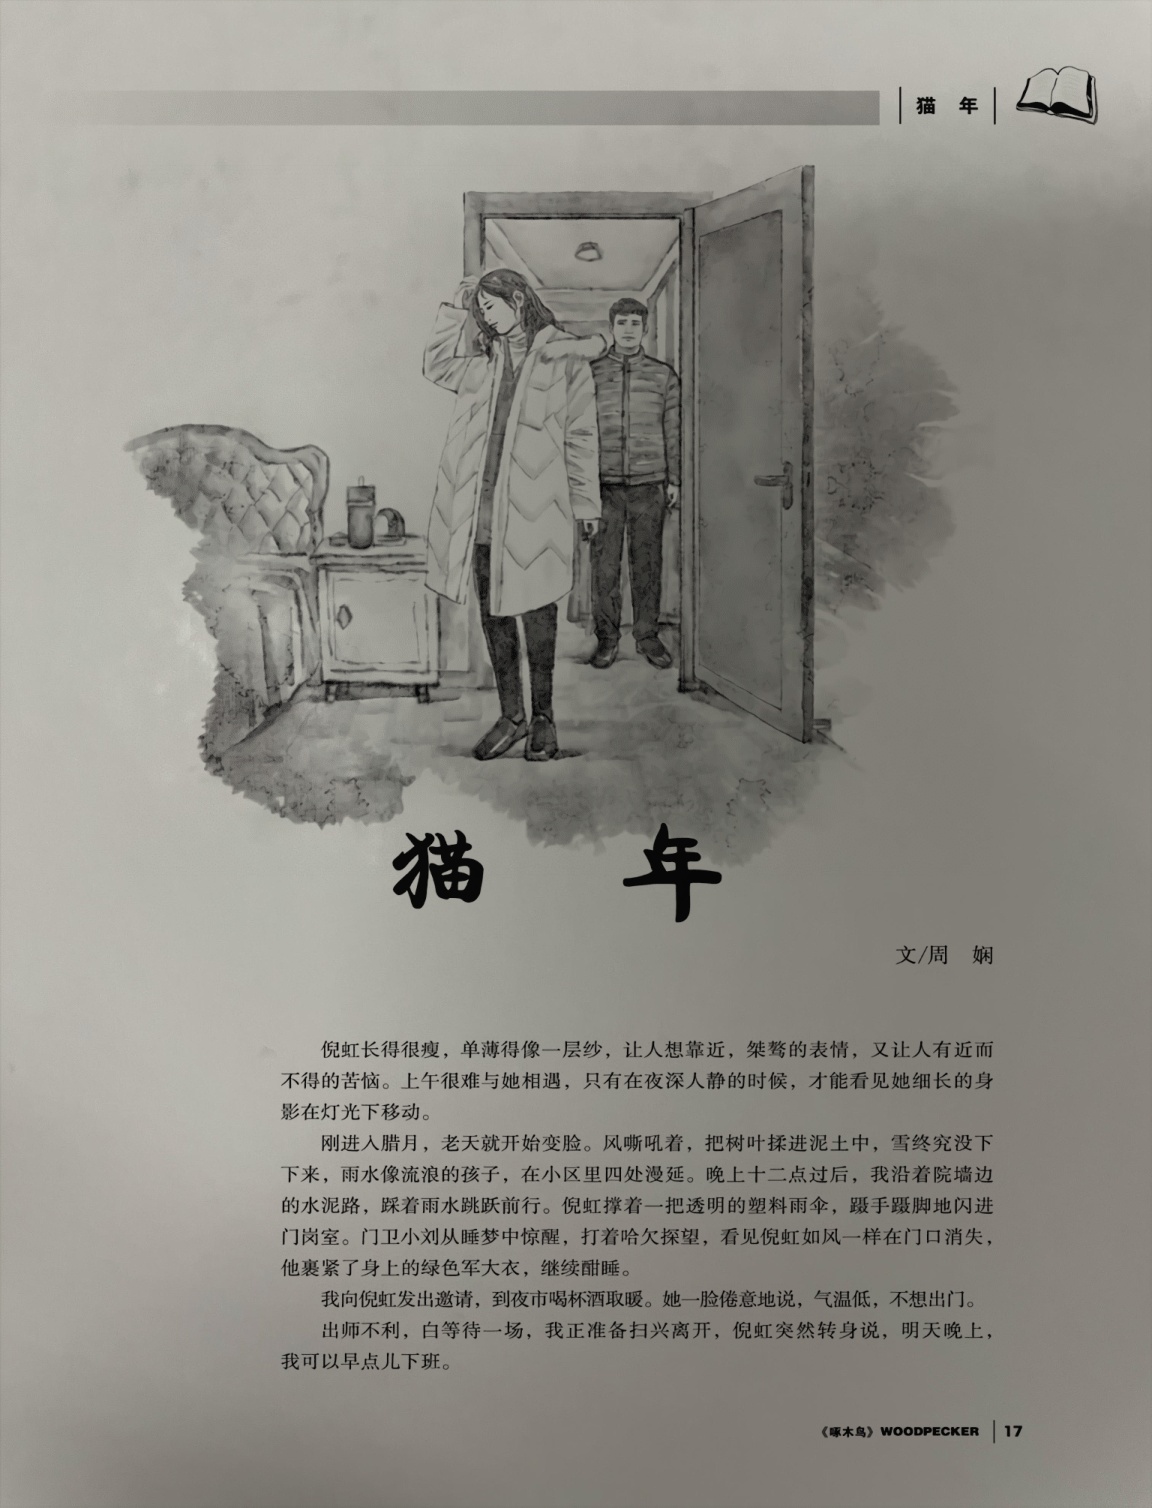 猫 年
猫 年
文/周 娴
倪虹长得很瘦，单薄得像一层纱，让人想靠近，桀骜的表情，又让人有近而
不得的苦恼。上午很难与她相遇，只有在夜深人静的时候，才能看见她细长的身
影在灯光下移动。
刚进入腊月，老天就开始变脸。风嘶吼着，把树叶揉进泥土中，雪终究没下
下来，雨水像流浪的孩子，在小区里四处漫延。晚上十二点过后，我沿着院墙边
的水泥路，踩着雨水跳跃前行。倪虹撑着一把透明的塑料雨伞，蹑手蹑脚地闪进
门岗室。门卫小刘从睡梦中惊醒，打着哈欠探望，看见倪虹如风一样在门口消失，
他裹紧了身上的绿色军大衣，继续酣睡。
我向倪虹发出邀请，到夜市喝杯酒取暖。她一脸倦意地说，气温低，不想出门。
出师不利，白等待一场，我正准备扫兴离开，倪虹突然转身说，明天晚上，
我可以早点儿下班。
《啄木鸟》WOODPECKER 17